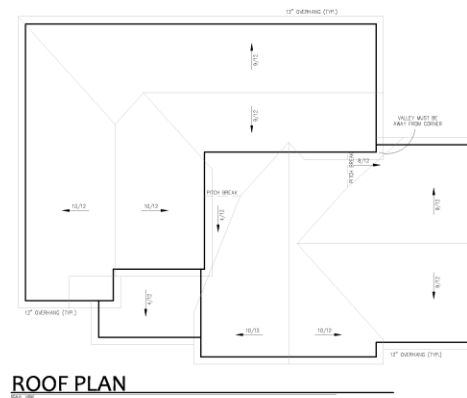 12" OVERHANG (TYP.)
9/12
9/12
VALLEY MUST BE
AWAY FROM CORNER
PITCH BREAK
8/12
PITCH BREAK
4/12
10/12
10/12
8/12
4/12
8/12
12" OVERHANG (TYP.)
10/12
10/12
12" OVERHANG (TYP.)
ROOF PLAN